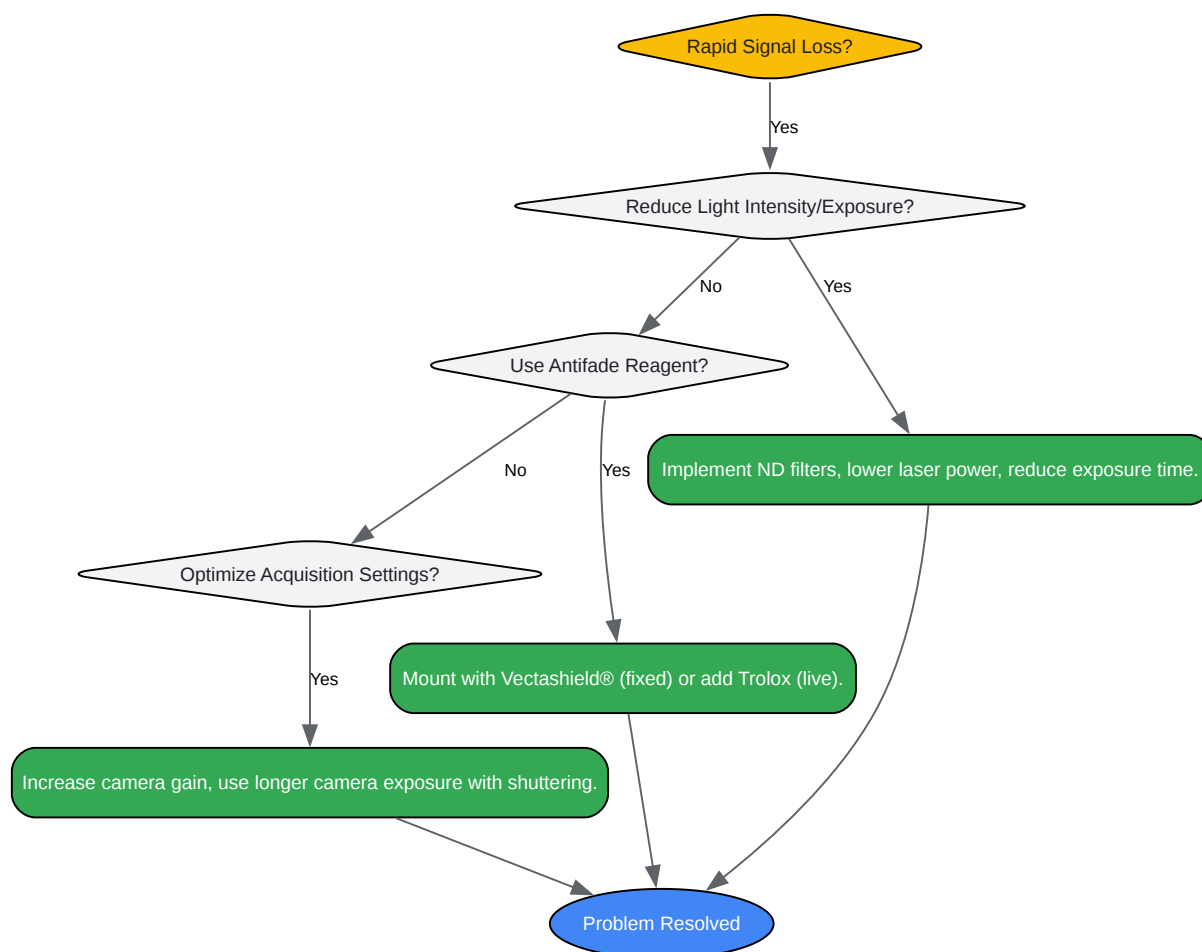 Rapid Signal Loss?
Yes
Reduce Light Intensity/Exposure?
No
Yes
Use Antifade Reagent?
No
Yes
Implement ND filters, lower laser power, reduce exposure time.
Optimize Acquisition Settings?
Yes
Mount with Vectashield® (fixed) or add Trolox (live).
Increase camera gain, use longer camera exposure with shuttering.
Problem Resolved